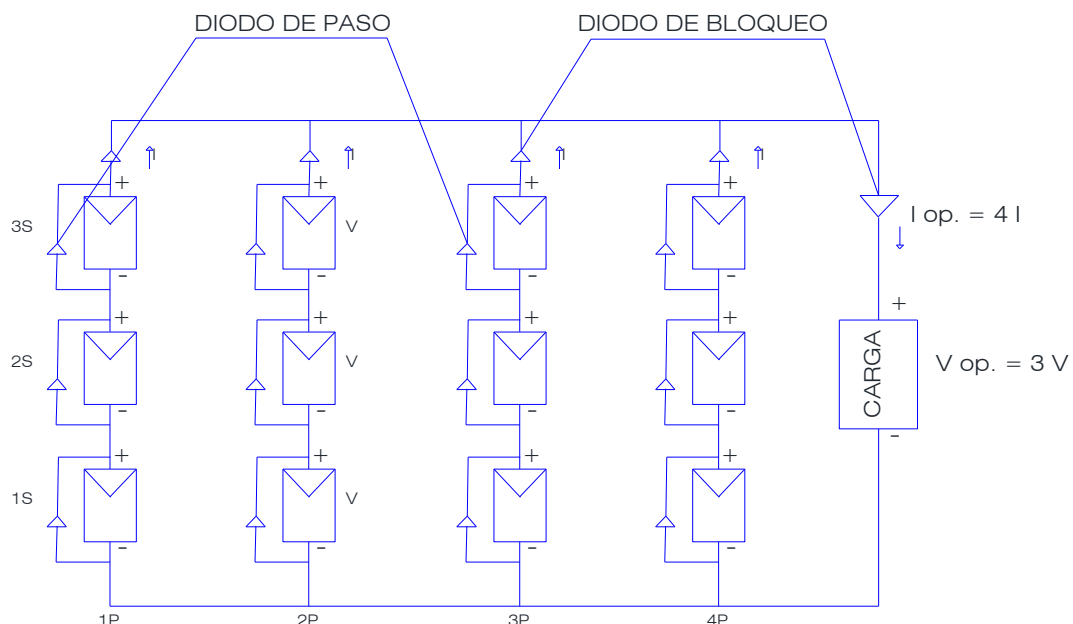 DIODO DE PASO
DIODO DE BLOQUEO
I I I I
+ + + +
3S V
I op. = 4 I
- - - -
+ + + + +
2S V
CARGA
V op. = 3 V
- - - - -
+ + + +
1S V
- - - -
1P 2P 3P 4P